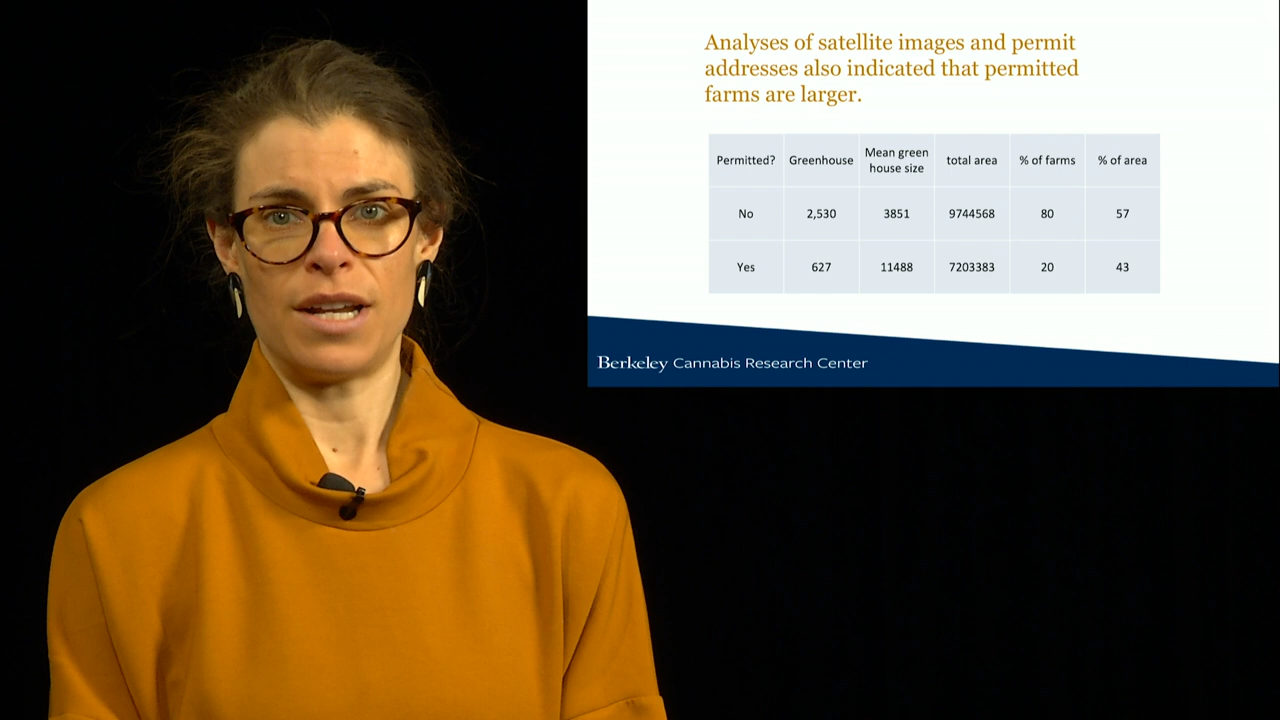 Analyses of satellite images and permit
addresses also indicated that permitted
farms are larger.
Permitted? Greenhouse Mean green house size total area % of farms % of area
No 2,530 3851 9744568 80 57
Yes 627 11488 7203383 20 43
Berkeley Cannabis Research Center